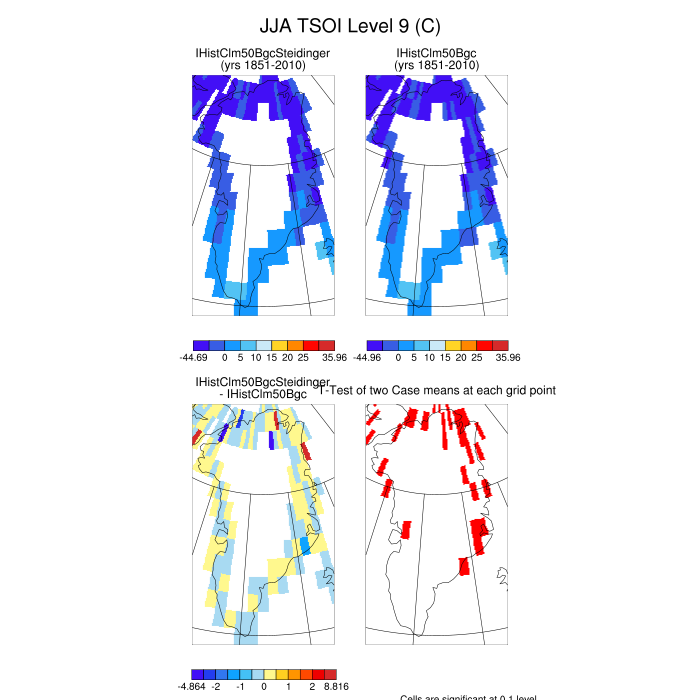 JJA TSOI Level 9 (C)
IHistClm50BgcSteidinger
(yrs 1851-2010)
IHistClm50Bgc
(yrs 1851-2010)
-44.69 0 5 10 15 20 25 35.96
-44.96 0 5 10 15 20 25 35.96
IHistClm50BgcSteidinger
- IHistClm50Bgc
T-Test of two Case means at each grid point
-4.864 -2 -1 0 1 2 8.816
Cells are significant at 0.1 level